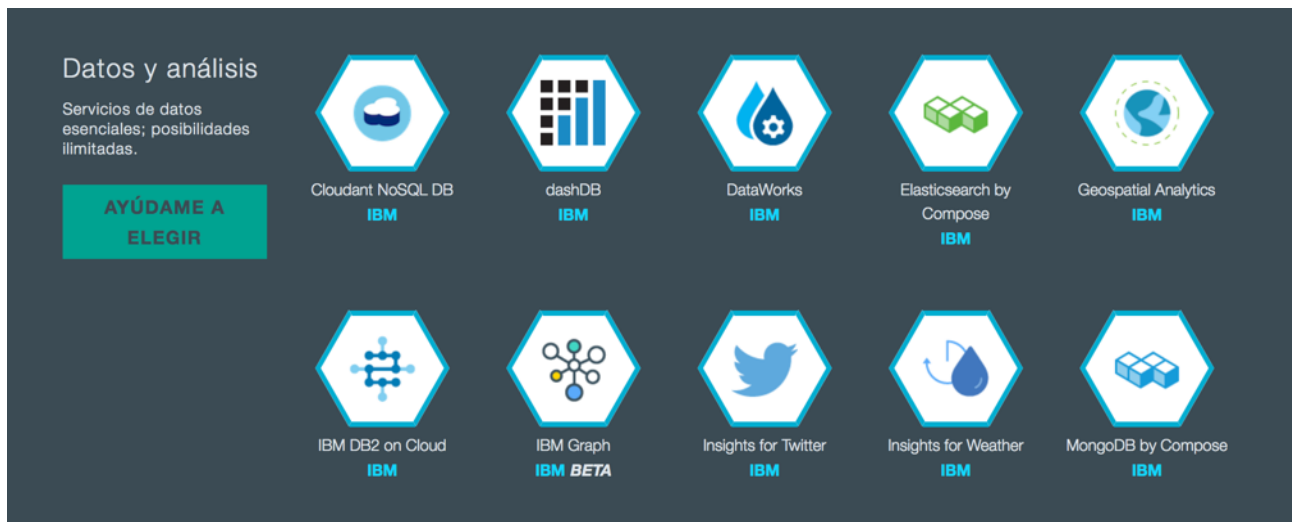 Datos y análisis
Servicios de datos
esenciales; posibilidades
ilimitadas.
AYÚDAME A
ELEGIR
Cloudant NoSQL DB
IBM
dashDB
IBM
DataWorks
IBM
Elasticsearch by
Compose
IBM
Geospatial Analytics
IBM
IBM DB2 on Cloud
IBM
IBM Graph
IBM BETA
Insights for Twitter
IBM
Insights for Weather
IBM
MongoDB by Compose
IBM